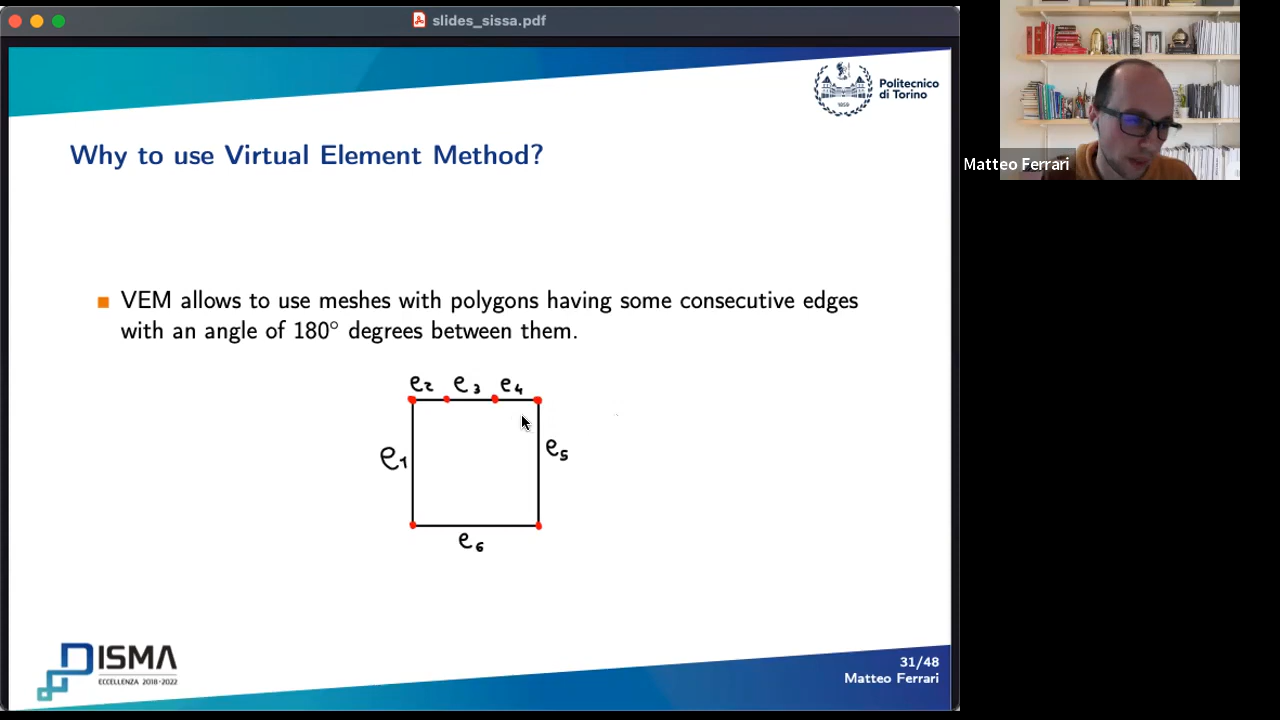 slides_sissa.pdf
Politecnico
di Torino
1859
Matteo Ferrari
Why to use Virtual Element Method?
VEM allows to use meshes with polygons having some consecutive edges
with an angle of 180° degrees between them.
e2 e3 e4
e1
e5
e6
DISMA
ECCELLENZA 2018-2022
31/48
Matteo Ferrari